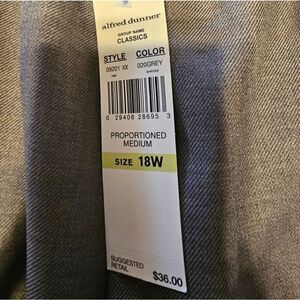 alfred dunner
GROUP NAME
CLASSICS
STYLE COLOR
09201 XX 020GREY
0 29408 28695 3
PROPORTIONED
MEDIUM
SIZE 18W
SUGGESTED
RETAIL
$36.00